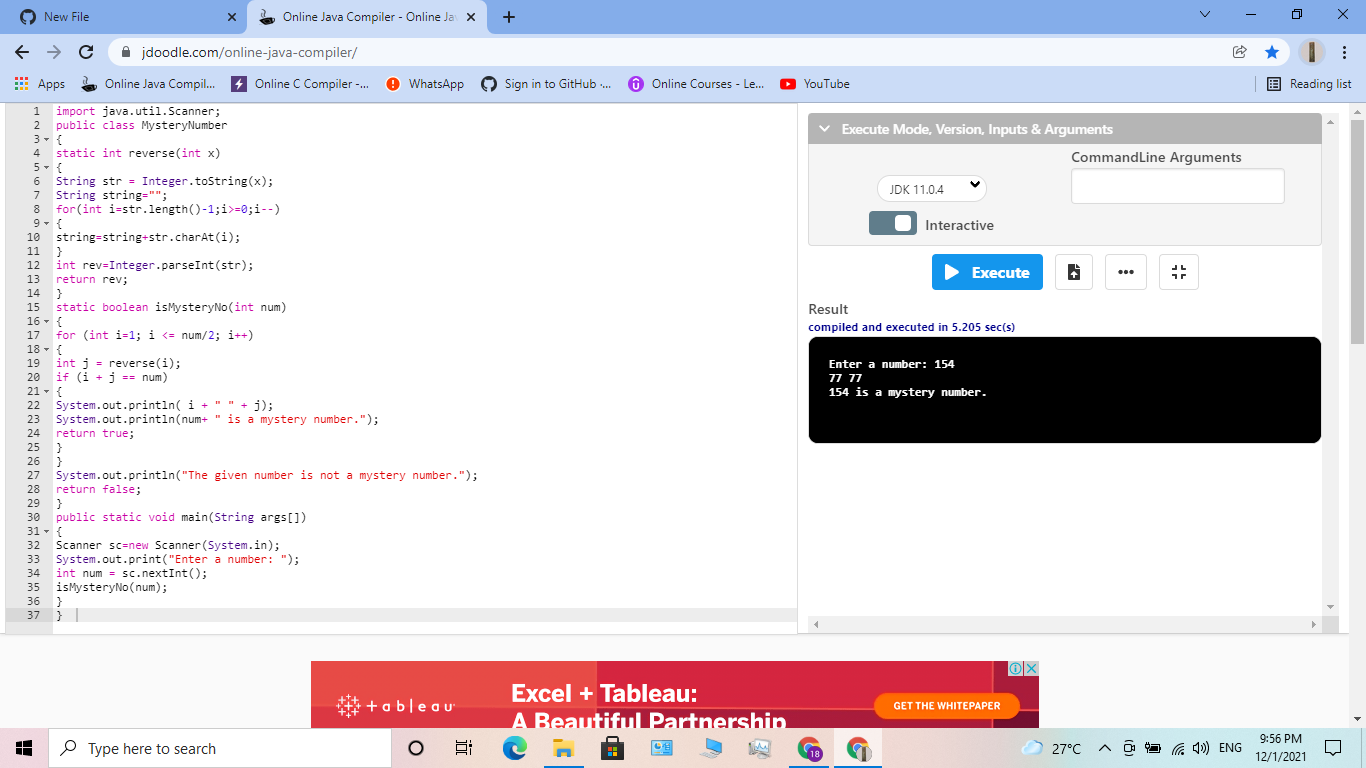 New File
Online Java Compiler - Online Ja
jdoodle.com/online-java-compiler/
Apps
Online Java Compil...
Online C Compiler -...
WhatsApp
Sign in to GitHub ·...
Online Courses - Le...
YouTube
Reading list
1 import java.util.Scanner;
2 public class MysteryNumber
3 {
4 static int reverse(int x)
5 {
6 String str = Integer.toString(x);
7 String string="";
8 for(int i=str.length()-1;i>=0;i--)
9 {
10 string=string+str.charAt(i);
11 }
12 int rev=Integer.parseInt(str);
13 return rev;
14 }
15 static boolean isMysteryNo(int num)
16 {
17 for (int i=1; i <= num/2; i++)
18 {
19 int j = reverse(i);
20 if (i + j == num)
21 {
22 System.out.println( i + " " + j);
23 System.out.println(num+ " is a mystery number.");
24 return true;
25 }
26 }
27 System.out.println("The given number is not a mystery number.");
28 return false;
29 }
30 public static void main(String args[])
31 {
32 Scanner sc=new Scanner(System.in);
33 System.out.print("Enter a number: ");
34 int num = sc.nextInt();
35 isMysteryNo(num);
36 }
37 }
Execute Mode, Version, Inputs & Arguments
CommandLine Arguments
JDK 11.0.4
Interactive
Execute
Result
compiled and executed in 5.205 sec(s)
Enter a number: 154
77 77
154 is a mystery number.
+ableau
Excel + Tableau:
A Beautiful Partnership
GET THE WHITEPAPER
Type here to search
18
27°C
ENG
9:56 PM
12/1/2021